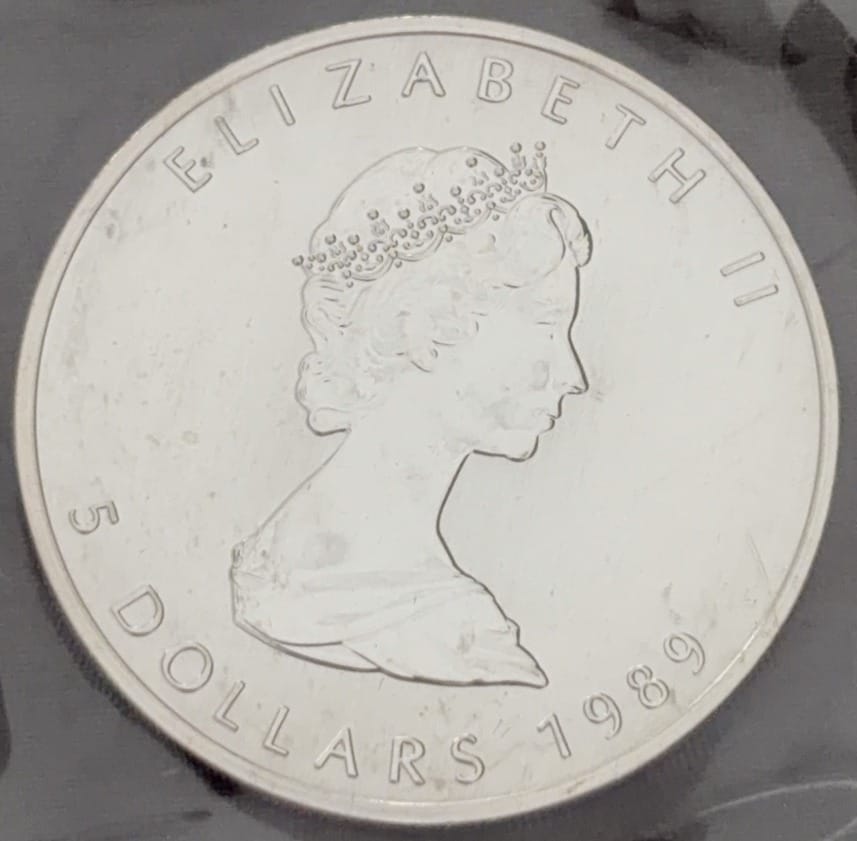 ELIZABETH II
5 DOLLARS 1989